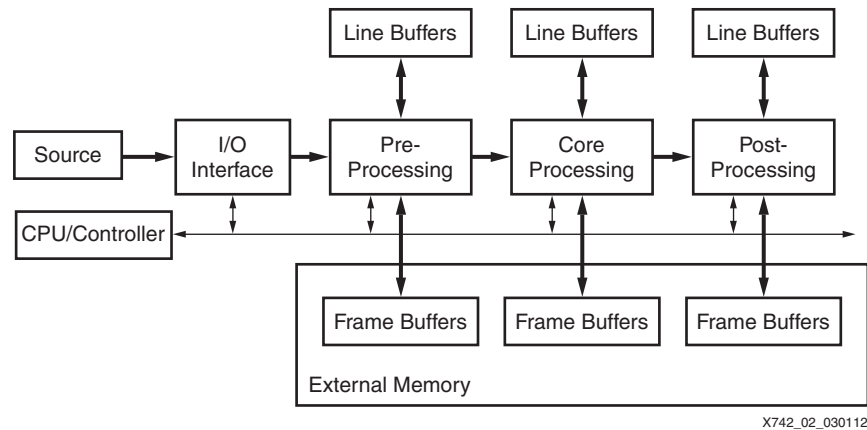 Line Buffers
Line Buffers
Line Buffers
Source
I/O
Interface
Pre-
Processing
Core
Processing
Post-
Processing
CPU/Controller
Frame Buffers
Frame Buffers
Frame Buffers
External Memory
X742_02_030112